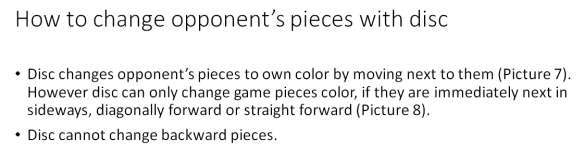 How to change opponent's pieces with disc
• Disc changes opponent's pieces to own color by moving next to them (Picture 7).
However disc can only change game pieces color, if they are immediately next in
sideways, diagonally forward or straight forward (Picture 8).
• Disc cannot change backward pieces.